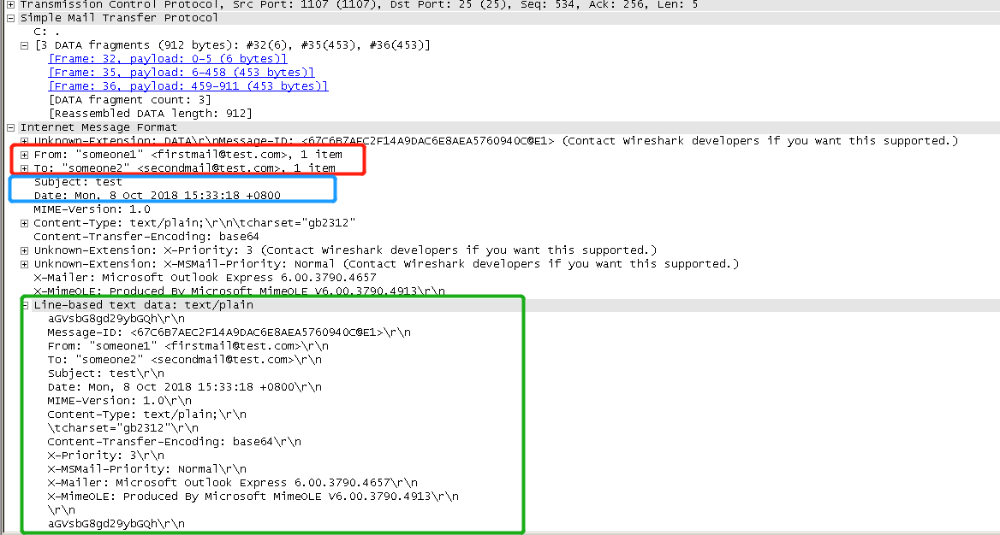 Transmission Control Protocol, Src Port: 1107 (1107), Dst Port: 25 (25), Seq: 534, Ack: 256, Len: 5
Simple Mail Transfer Protocol
C: .
[3 DATA fragments (912 bytes): #32(6), #35(453), #36(453)]
[Frame: 32, payload: 0-5 (6 bytes)]
[Frame: 35, payload: 6-458 (453 bytes)]
[Frame: 36, payload: 459-911 (453 bytes)]
[DATA fragment count: 3]
[Reassembled DATA length: 912]
Internet Message Format
Unknown-Extension: DATA\r\nMessage-ID: <67C6B7AEC2F14A9DAC6E8AEA5760940C@E1> (Contact Wireshark developers if you want this supported.)
From: "someone1" <firstmail@test.com>, 1 item
To: "someone2" <secondmail@test.com>, 1 item
Subject: test
Date: Mon, 8 Oct 2018 15:33:18 +0800
MIME-Version: 1.0
Content-Type: text/plain;\r\n\tcharset="gb2312"
Content-Transfer-Encoding: base64
Unknown-Extension: X-Priority: 3 (Contact Wireshark developers if you want this supported.)
Unknown-Extension: X-MSMail-Priority: Normal (Contact Wireshark developers if you want this supported.)
X-Mailer: Microsoft Outlook Express 6.00.3790.4657
X-MimeOLE: Produced By Microsoft MimeOLE V6.00.3790.4913\r\n
Line-based text data: text/plain
aGVsbG8gd29ybGQh\r\n
Message-ID: <67C6B7AEC2F14A9DAC6E8AEA5760940C@E1>\r\n
From: "someone1" <firstmail@test.com>\r\n
To: "someone2" <secondmail@test.com>\r\n
Subject: test\r\n
Date: Mon, 8 Oct 2018 15:33:18 +0800\r\n
MIME-Version: 1.0\r\n
Content-Type: text/plain;\r\n
\tcharset="gb2312"\r\n
Content-Transfer-Encoding: base64\r\n
X-Priority: 3\r\n
X-MSMail-Priority: Normal\r\n
X-Mailer: Microsoft Outlook Express 6.00.3790.4657\r\n
X-MimeOLE: Produced By Microsoft MimeOLE V6.00.3790.4913\r\n
\r\n
aGVsbG8gd29ybGQh\r\n